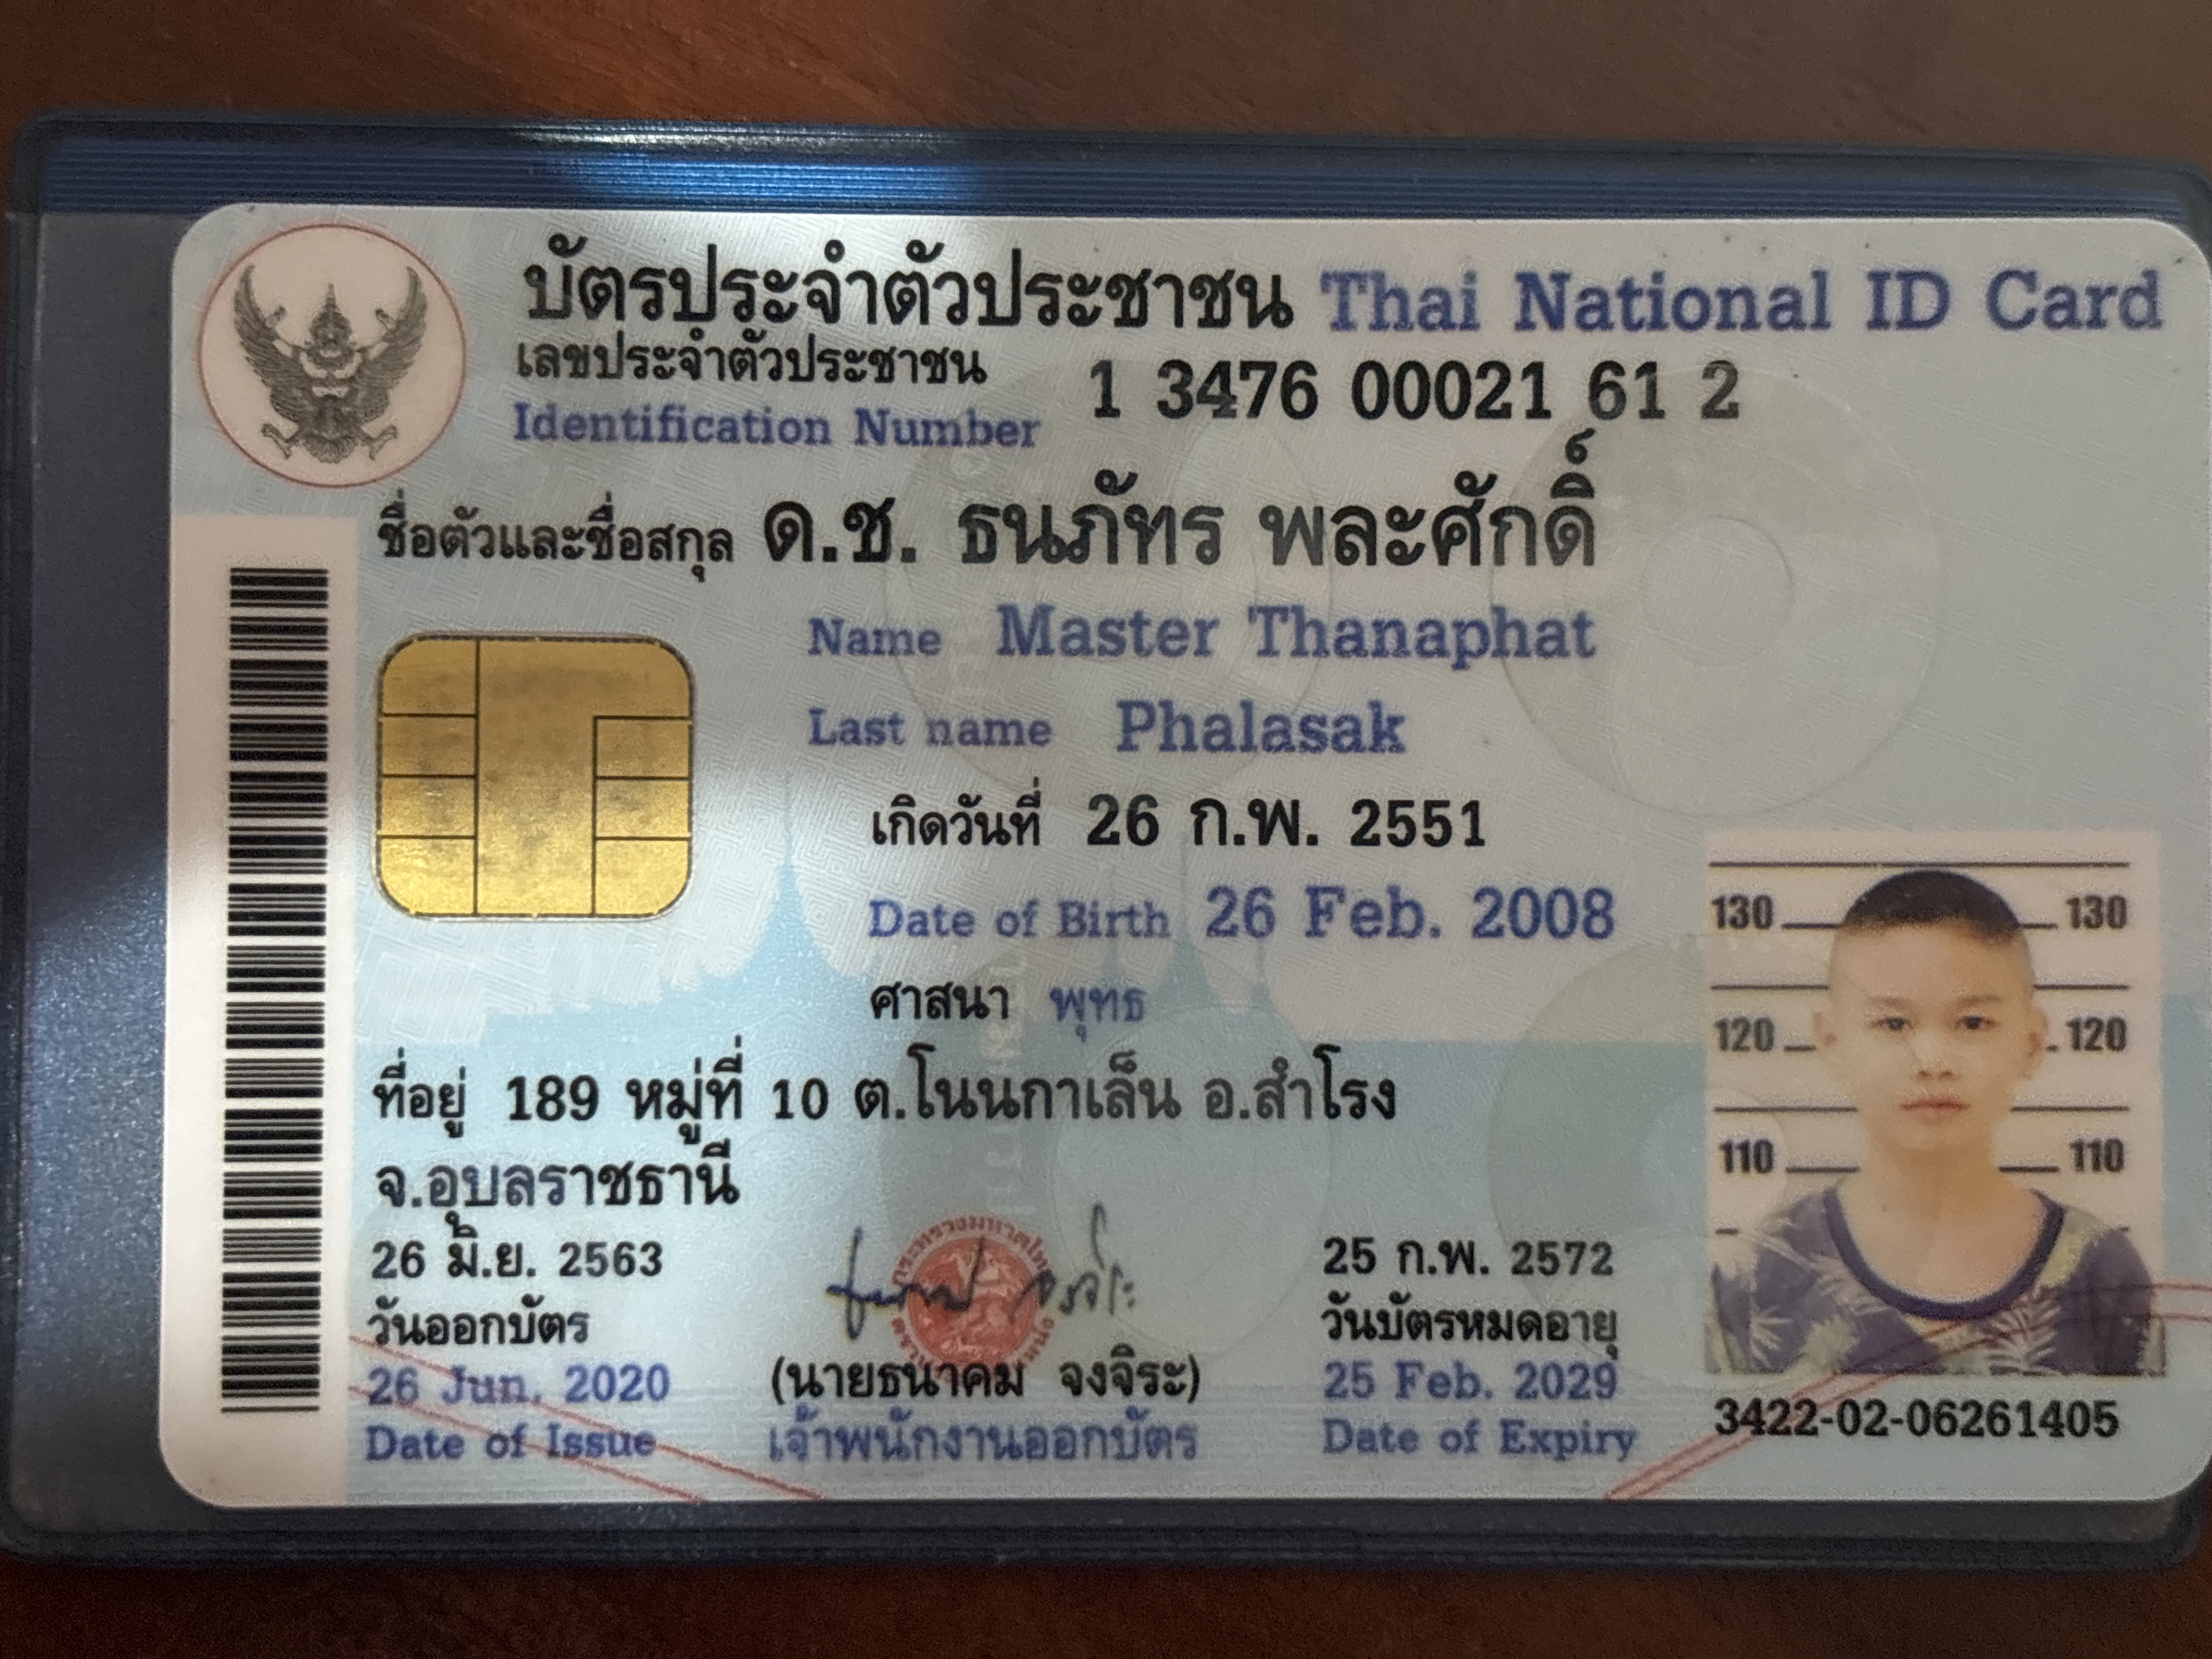 บัตรประจำตัวประชาชน Thai National ID Card
เลขประจำตัวประชาชน 1 3476 00021 61 2
Identification Number
ชื่อตัวและชื่อสกุล ด.ช. ธนภัทร พละศักดิ์
Name Master Thanaphat
Last name Phalasak
เกิดวันที่ 26 ก.พ. 2551
Date of Birth 26 Feb. 2008
ศาสนา พุทธ
ที่อยู่ 189 หมู่ที่ 10 ต.โนนกาเล็น อ.สำโรง
จ.อุบลราชธานี
26 มิ.ย. 2563
วันออกบัตร
26 Jun. 2020
Date of Issue
(นายธนาคม จงจิระ)
เจ้าพนักงานออกบัตร
25 ก.พ. 2572
วันบัตรหมดอายุ
25 Feb. 2029
Date of Expiry
130 130
120 120
110 110
3422-02-06261405